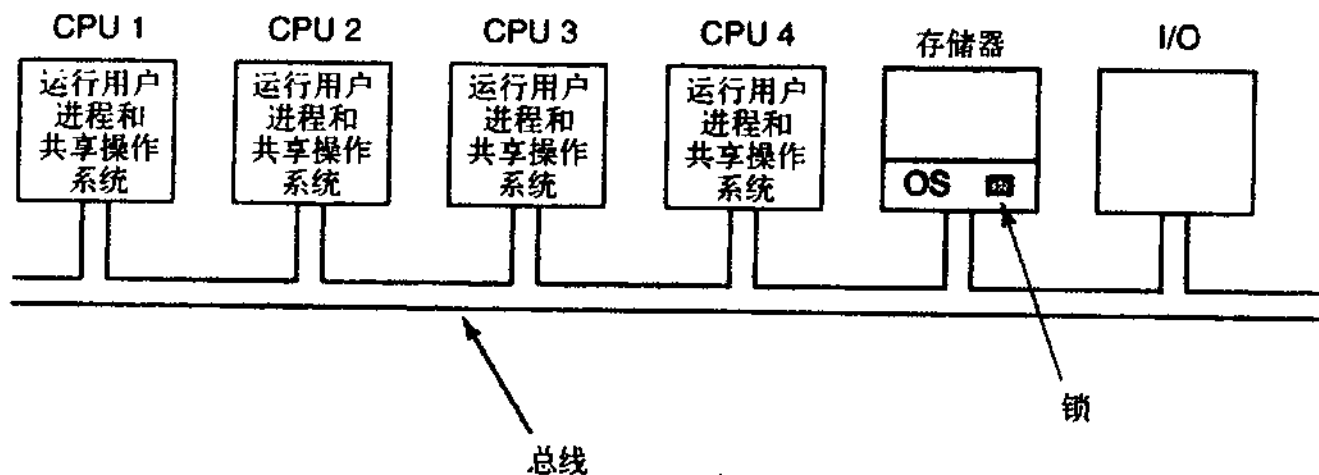 CPU 1
CPU 2
CPU 3
CPU 4
存储器
I/O
运行用户
进程和
共享操作
系统
运行用户
进程和
共享操作
系统
运行用户
进程和
共享操作
系统
运行用户
进程和
共享操作
系统
OS
锁
总线